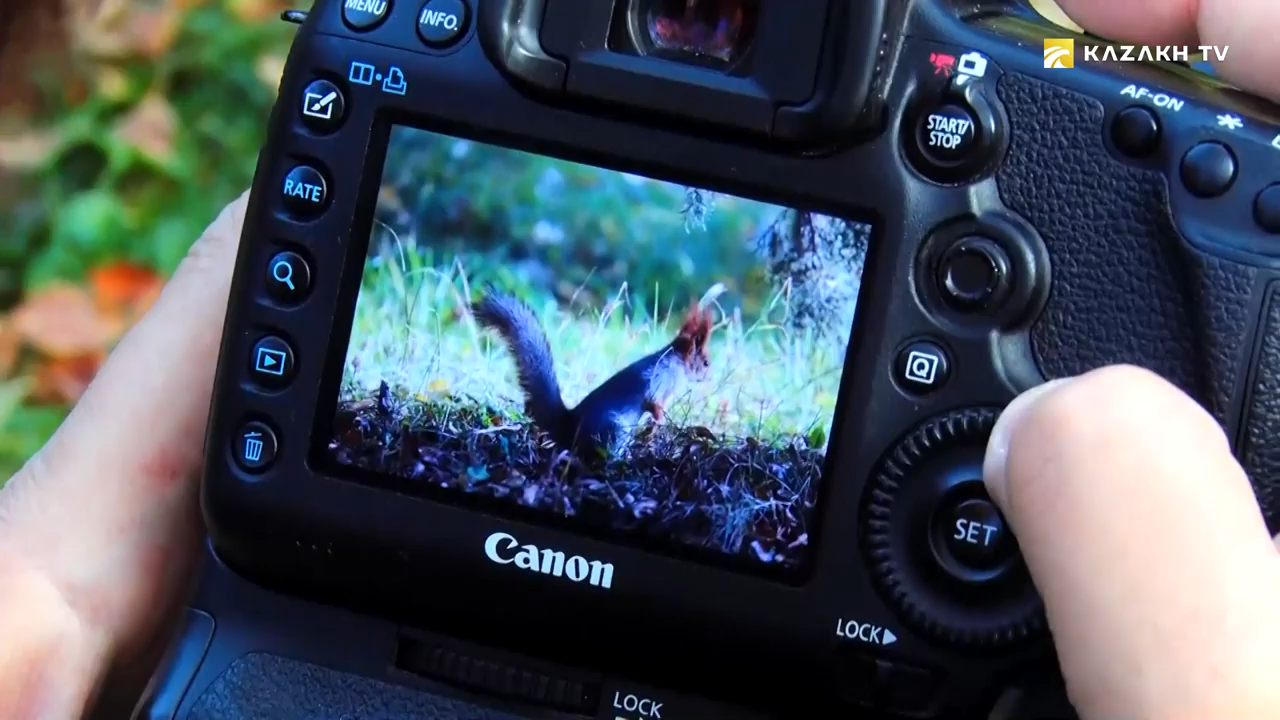 MENU
INFO.
KAZAKH TV
AF-ON
START/
STOP
RATE
Q
SET
Canon
LOCK
LOCK